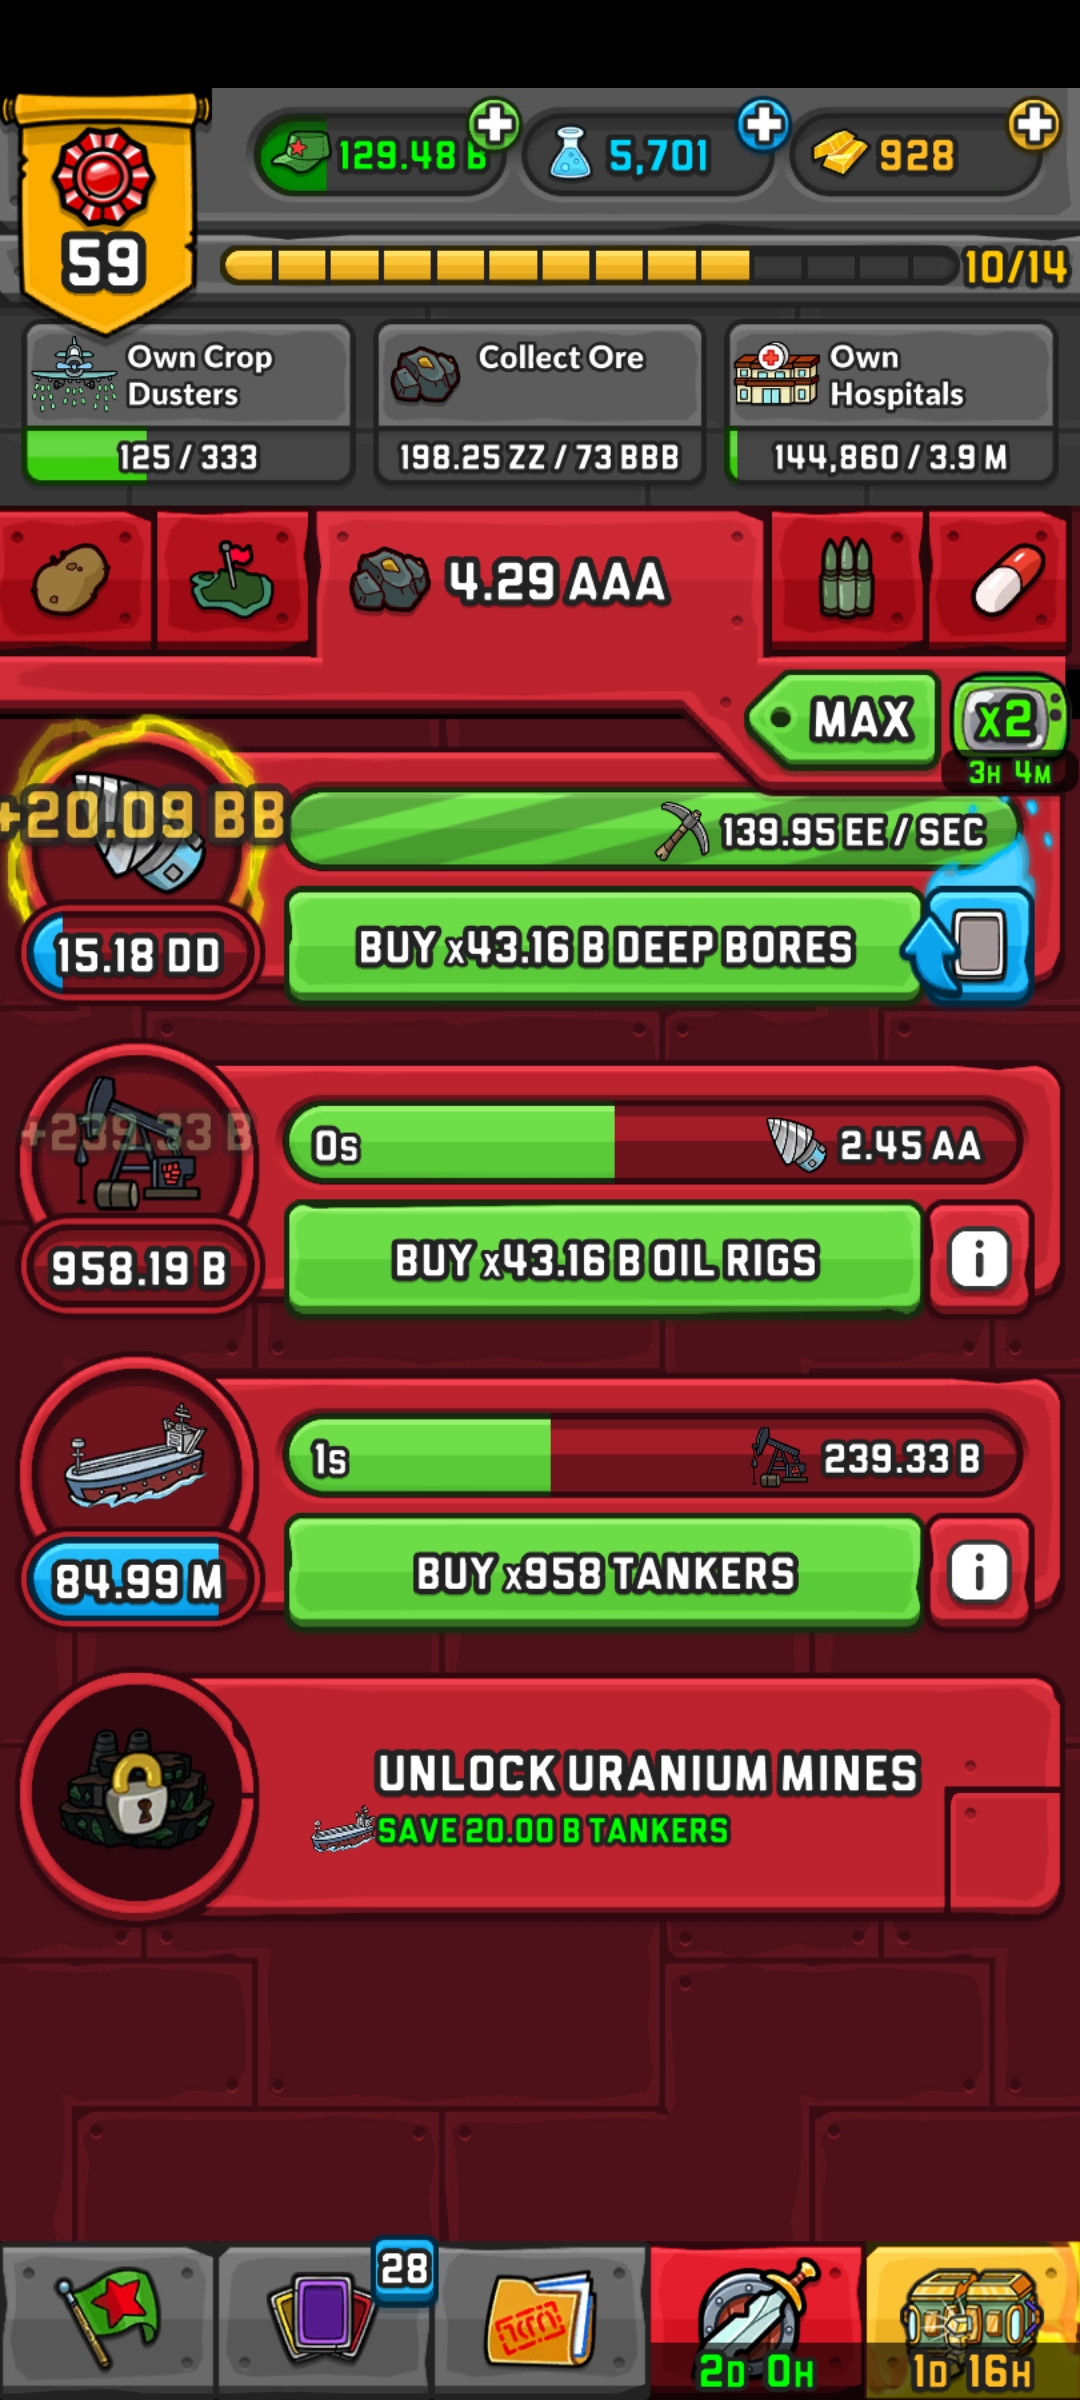 129.48 B
5,701
928
59
10/14
Own Crop
Dusters
125 / 333
Collect Ore
198.25 ZZ / 73 BBB
Own
Hospitals
144,860 / 3.9 M
4.29 AAA
MAX
x2
3H 4M
+20.09 BB
139.95 EE / SEC
15.18 DD
BUY x43.16 B DEEP BORES
+239.33 B
0s
2.45 AA
958.19 B
BUY x43.16 B OIL RIGS
i
1s
239.33 B
84.99 M
BUY x958 TANKERS
i
UNLOCK URANIUM MINES
SAVE 20.00 B TANKERS
28
2D 0H
1D 16H